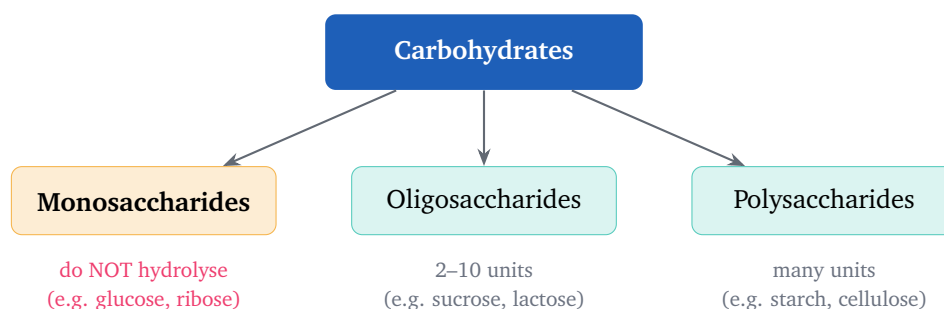 Carbohydrates
Monosaccharides
Oligosaccharides
Polysaccharides
do NOT hydrolyse
(e.g. glucose, ribose)
2–10 units
(e.g. sucrose, lactose)
many units
(e.g. starch, cellulose)